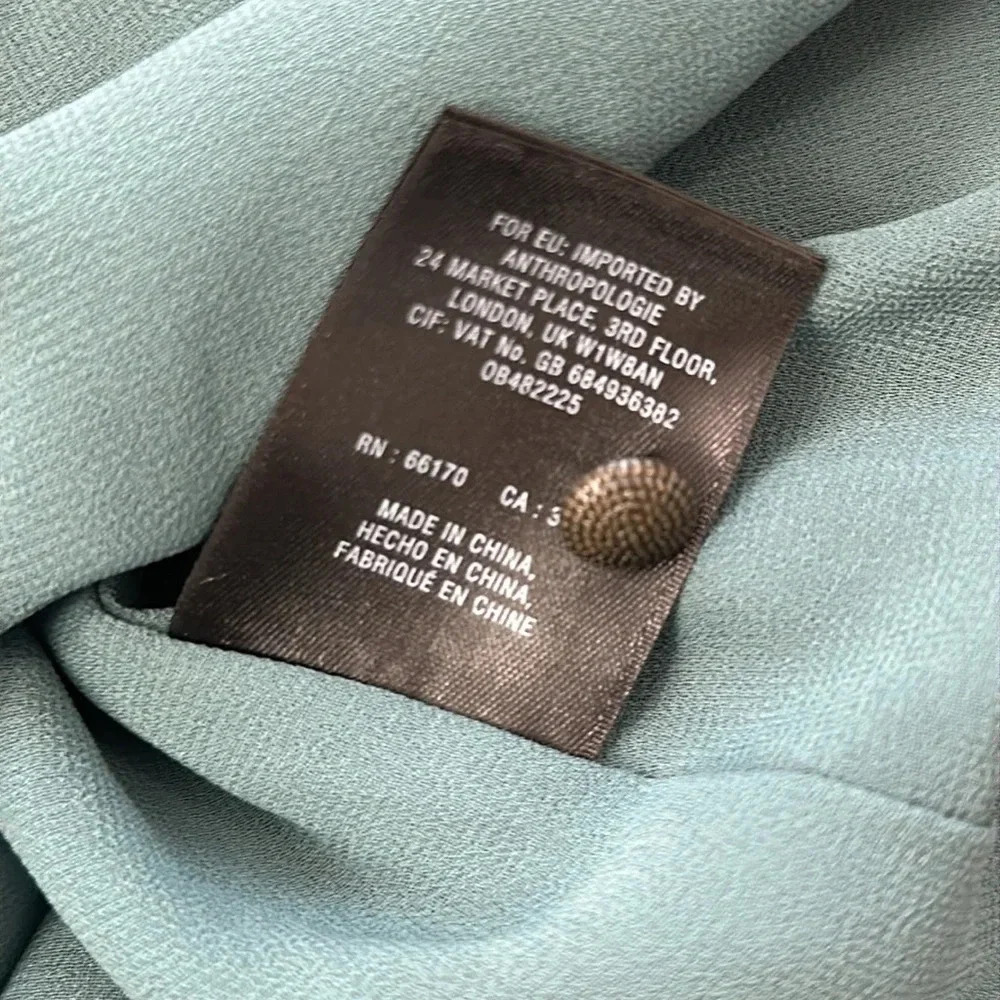 FOR EU: IMPORTED BY
ANTHROPOLOGIE
24 MARKET PLACE, 3RD FLOOR,
LONDON, UK W1W8AN
CIF: VAT No. GB 684936382
OB482225
RN : 66170 CA : 3
MADE IN CHINA,
HECHO EN CHINA,
FABRIQUÉ EN CHINE